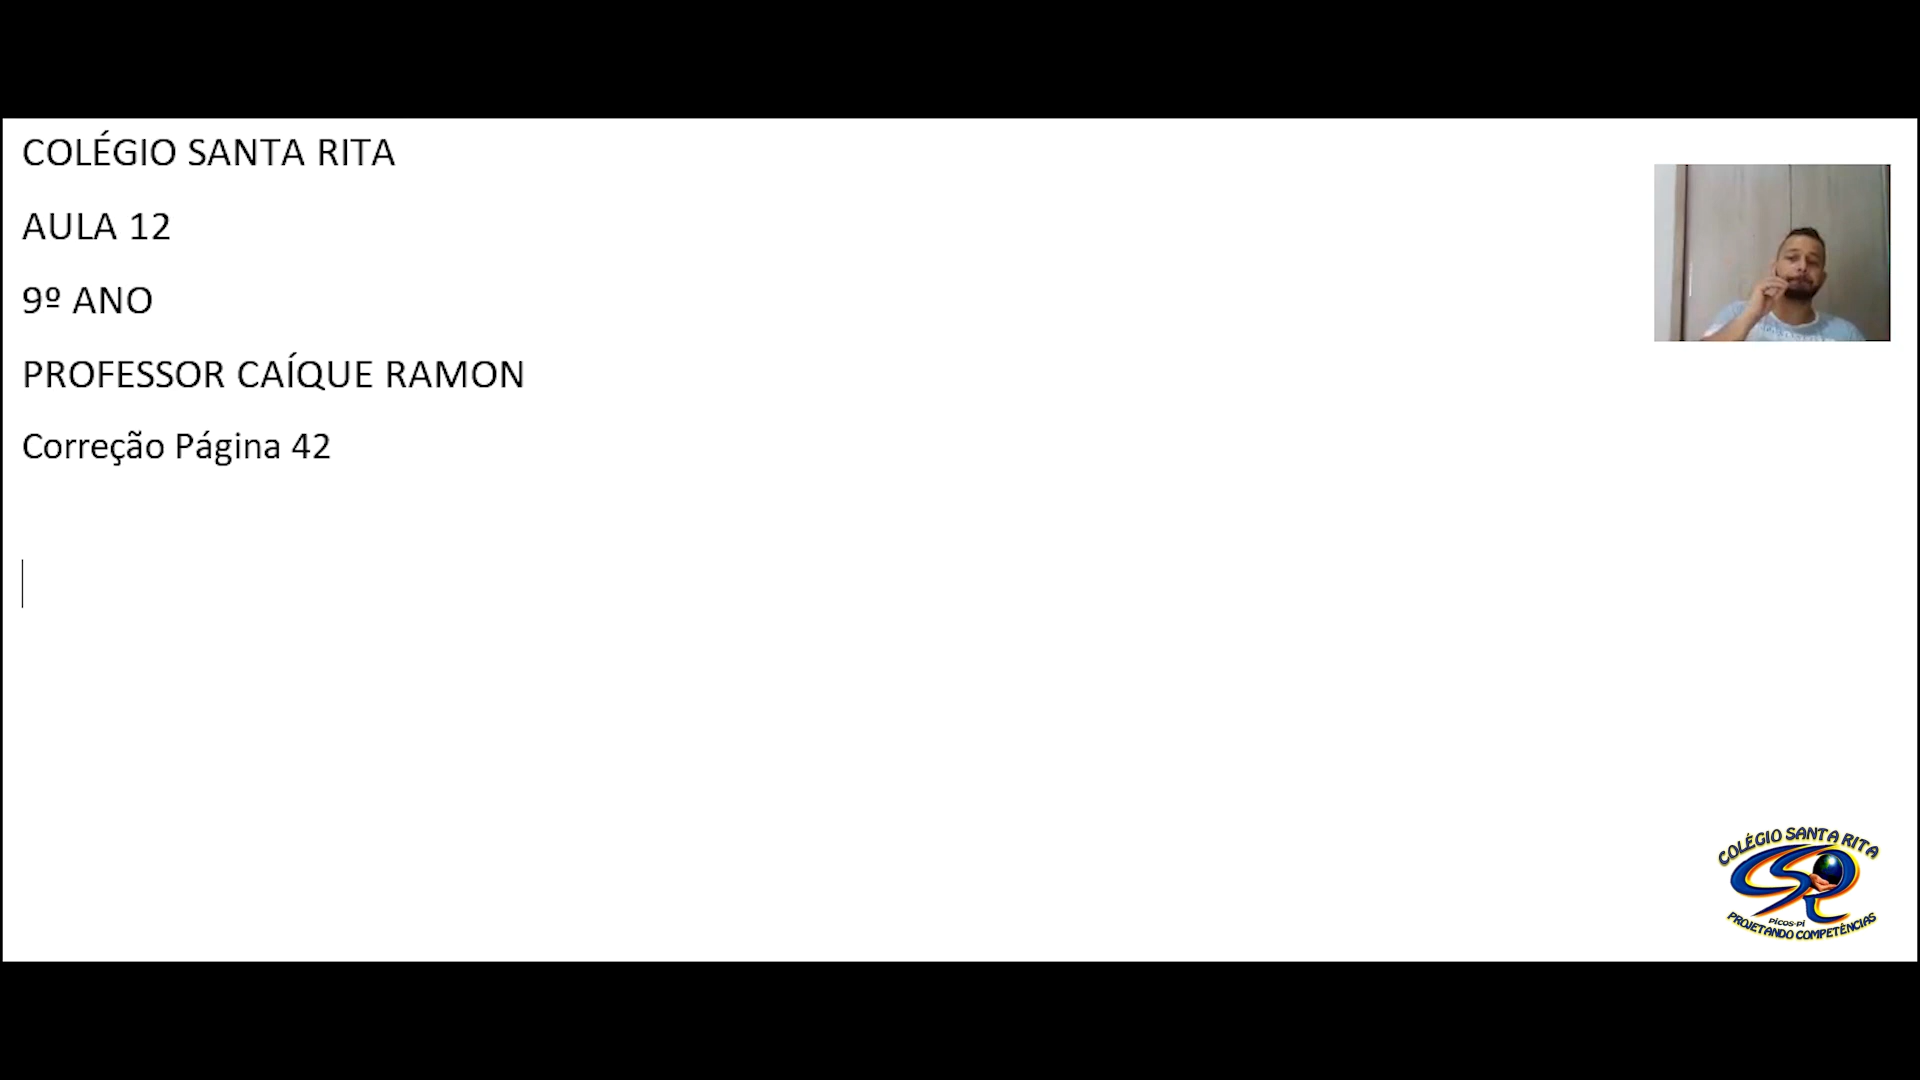 COLÉGIO SANTA RITA
AULA 12
9º ANO
PROFESSOR CAÍQUE RAMON
Correção Página 42
COLÉGIO SANTA RITA
PICOS-PI
PROJETANDO COMPETÊNCIAS